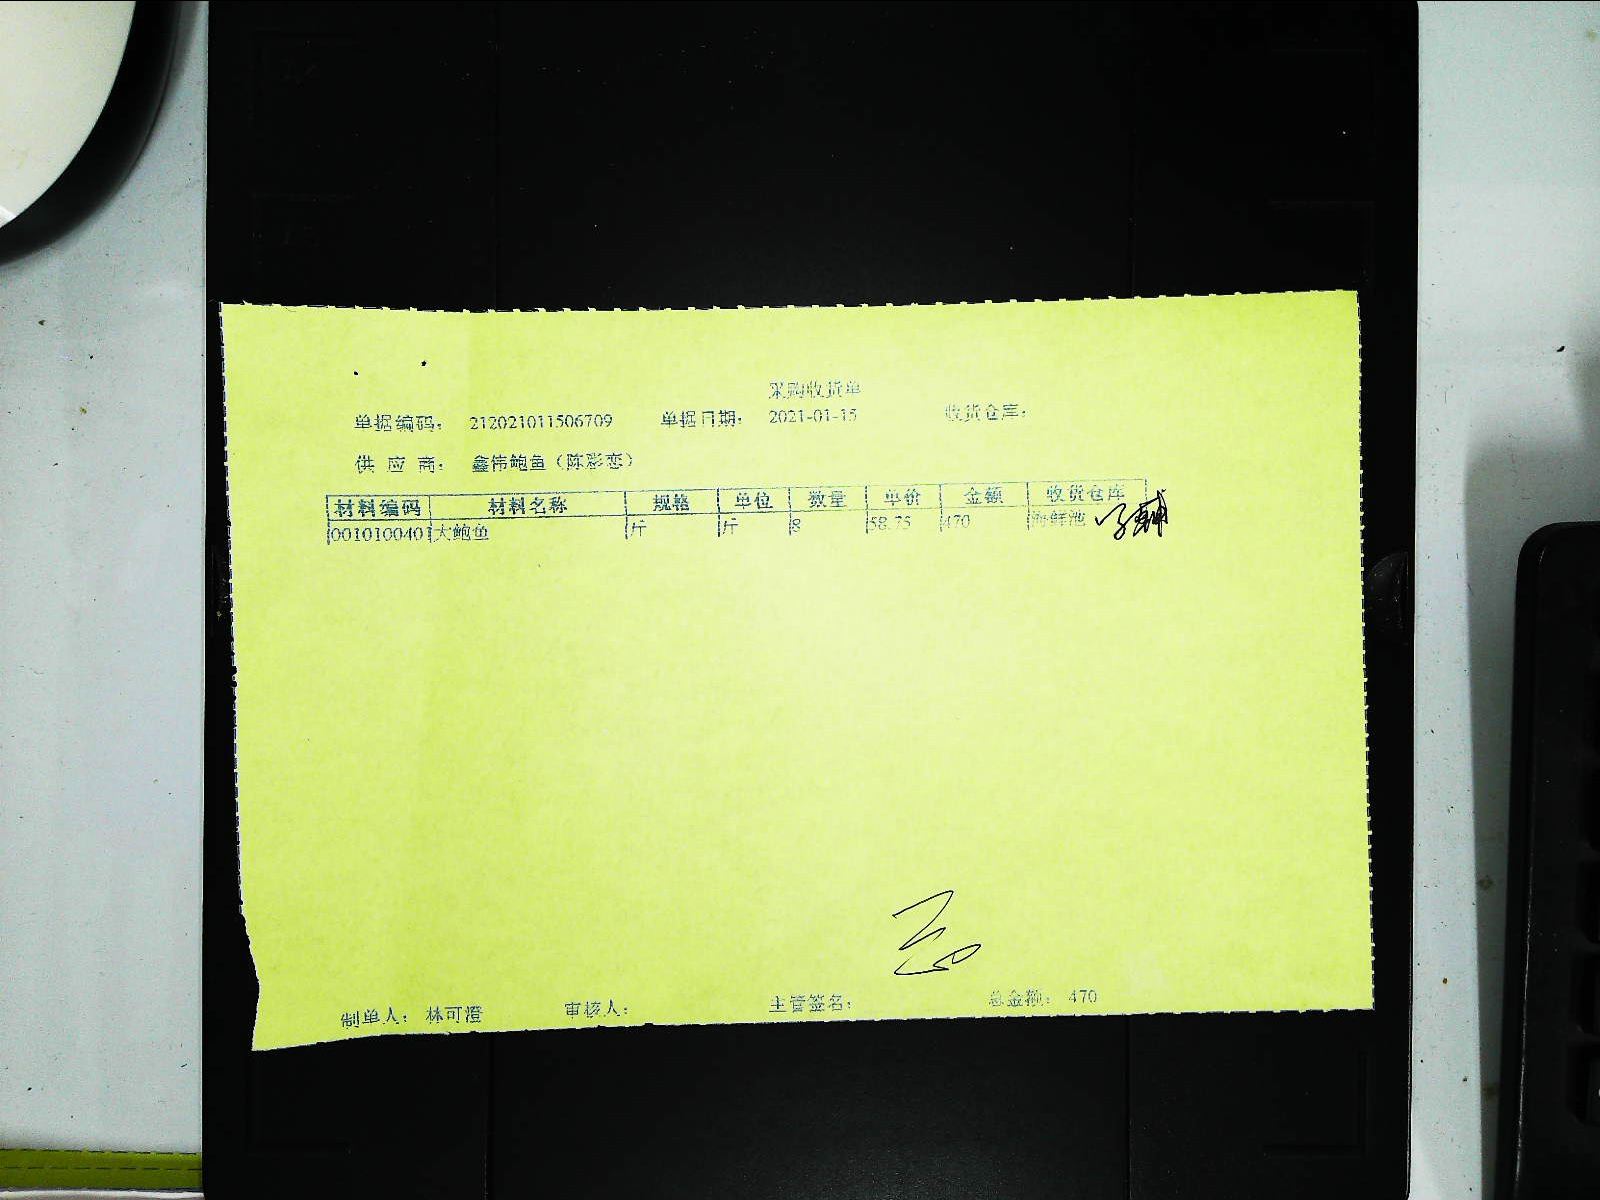 采购收货单
单据编码： 212021011506709 单据日期： 2021-01-15 收货仓库：
供 应 商： 鑫伟鲍鱼（陈彩恋）
材料编码 材料名称 规格 单位 数量 单价 金额 收货仓库
0010100401 大鲍鱼 斤 斤 8 58.75 470 海鲜池
制单人： 林可澄 审核人： 主管签名： 总金额： 470